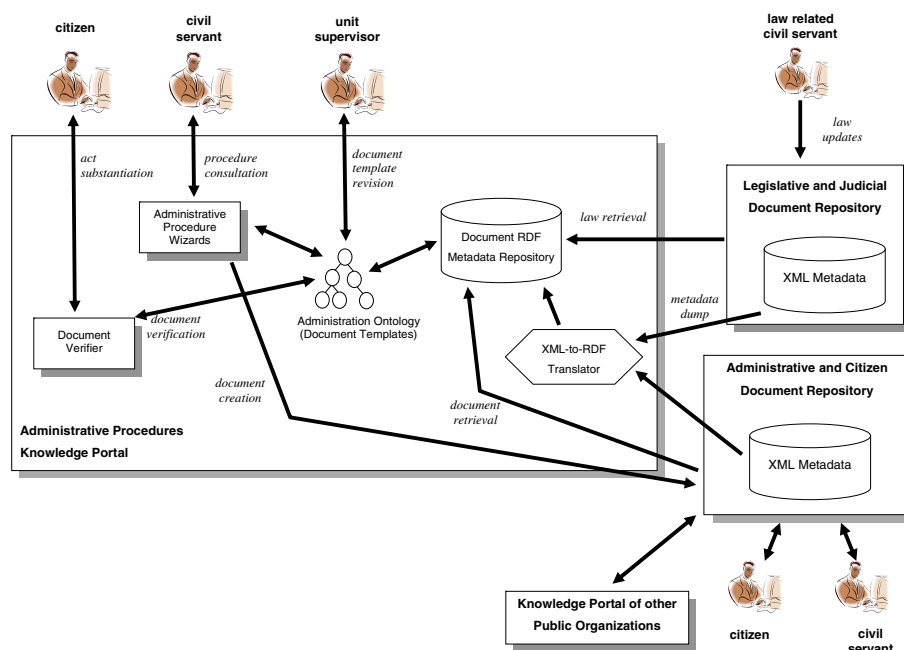 citizen
civil
servant
unit
supervisor
law related
civil servant
act
substantiation
procedure
consultation
document
template
revision
law
updates
Legislative and Judicial
Document Repository
Administrative
Procedure
Wizards
Document RDF
Metadata Repository
law retrieval
XML Metadata
metadata
dump
Administration Ontology
(Document Templates)
document
verification
Document
Verifier
XML-to-RDF
Translator
document
creation
document
retrieval
Administrative and Citizen
Document Repository
XML Metadata
Administrative Procedures
Knowledge Portal
Knowledge Portal of other
Public Organizations
citizen
civil
servant